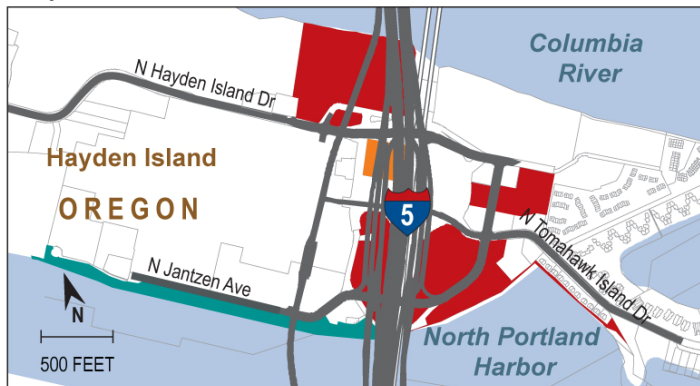 Columbia
River
N Hayden Island Dr
Hayden Island
OREGON
5
N Tomahawk Island Dr
N Jantzen Ave
N
500 FEET
North Portland
Harbor